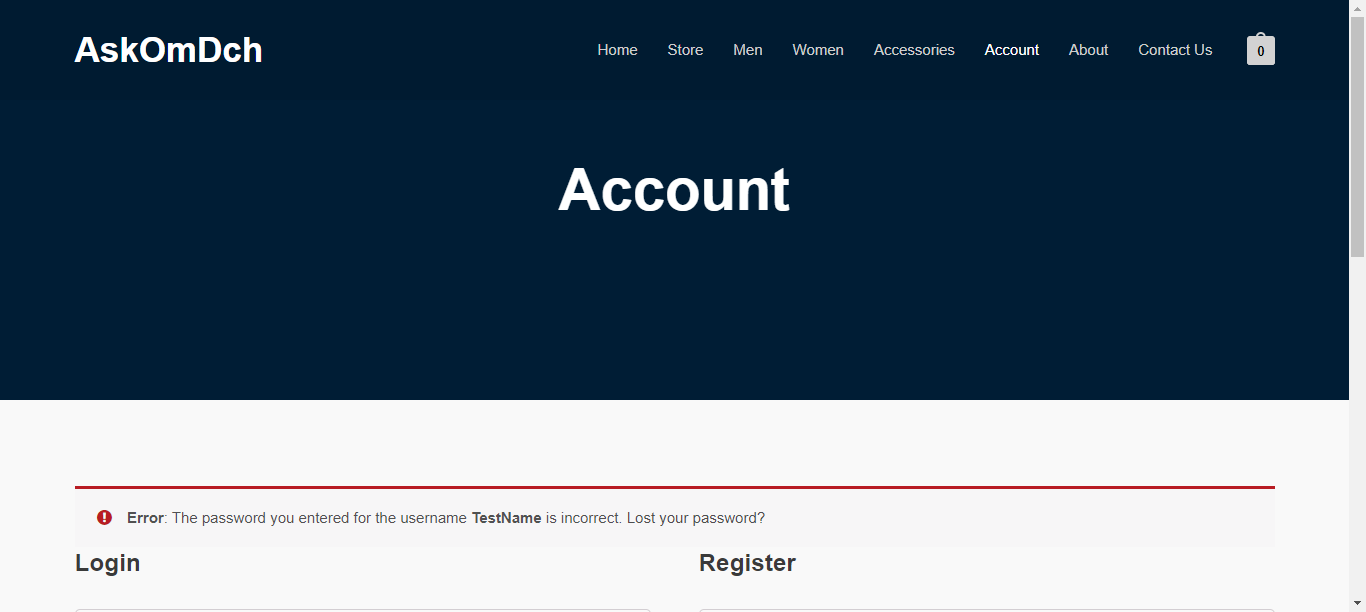 AskOmDch
Home Store Men Women Accessories Account About Contact Us 0
Account
Error: The password you entered for the username TestName is incorrect. Lost your password?
Login Register